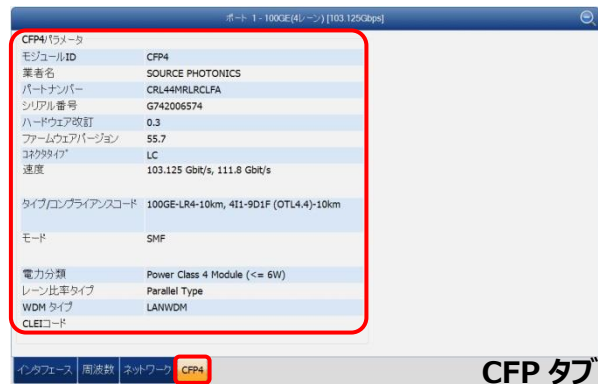 ポート 1 - 100GE(4レーン) [103.125Gbps]
CFP4パラメータ
モジュールID CFP4
業者名 SOURCE PHOTONICS
パートナンバー CRL44MRLRCLFA
シリアル番号 G742006574
ハードウェア改訂 0.3
ファームウェアバージョン 55.7
コネクタタイプ LC
速度 103.125 Gbit/s, 111.8 Gbit/s
タイプ/コンプライアンスコード 100GE-LR4-10km, 4I1-9D1F (OTL4.4)-10km
モード SMF
電力分類 Power Class 4 Module (<= 6W)
レーン比率タイプ Parallel Type
WDM タイプ LANWDM
CLEIコード
インタフェース 周波数 ネットワーク CFP4
CFP タブ